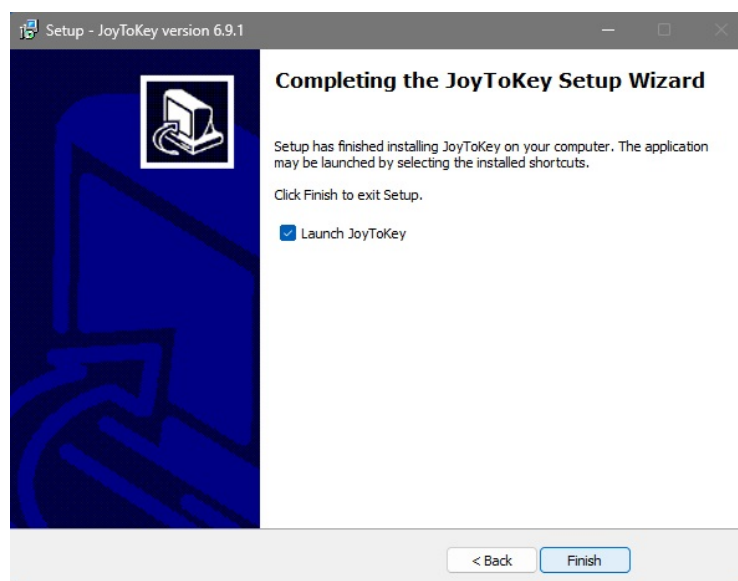 Setup - JoyToKey version 6.9.1
Completing the JoyToKey Setup Wizard
Setup has finished installing JoyToKey on your computer. The application
may be launched by selecting the installed shortcuts.
Click Finish to exit Setup.
Launch JoyToKey
< Back
Finish